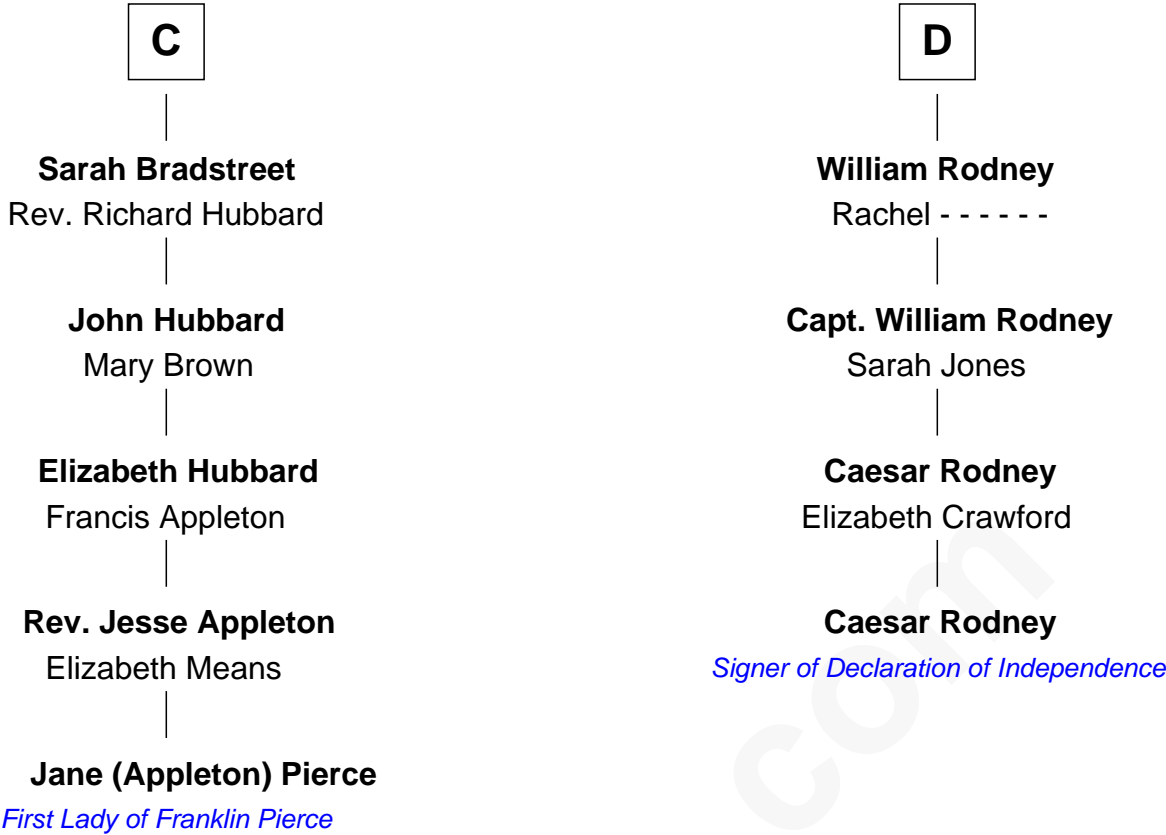 C
Sarah Bradstreet
Rev. Richard Hubbard
John Hubbard
Mary Brown
Elizabeth Hubbard
Francis Appleton
Rev. Jesse Appleton
Elizabeth Means
Jane (Appleton) Pierce
First Lady of Franklin Pierce
D
William Rodney
Rachel - - - - - -
Capt. William Rodney
Sarah Jones
Caesar Rodney
Elizabeth Crawford
Caesar Rodney
Signer of Declaration of Independence
com